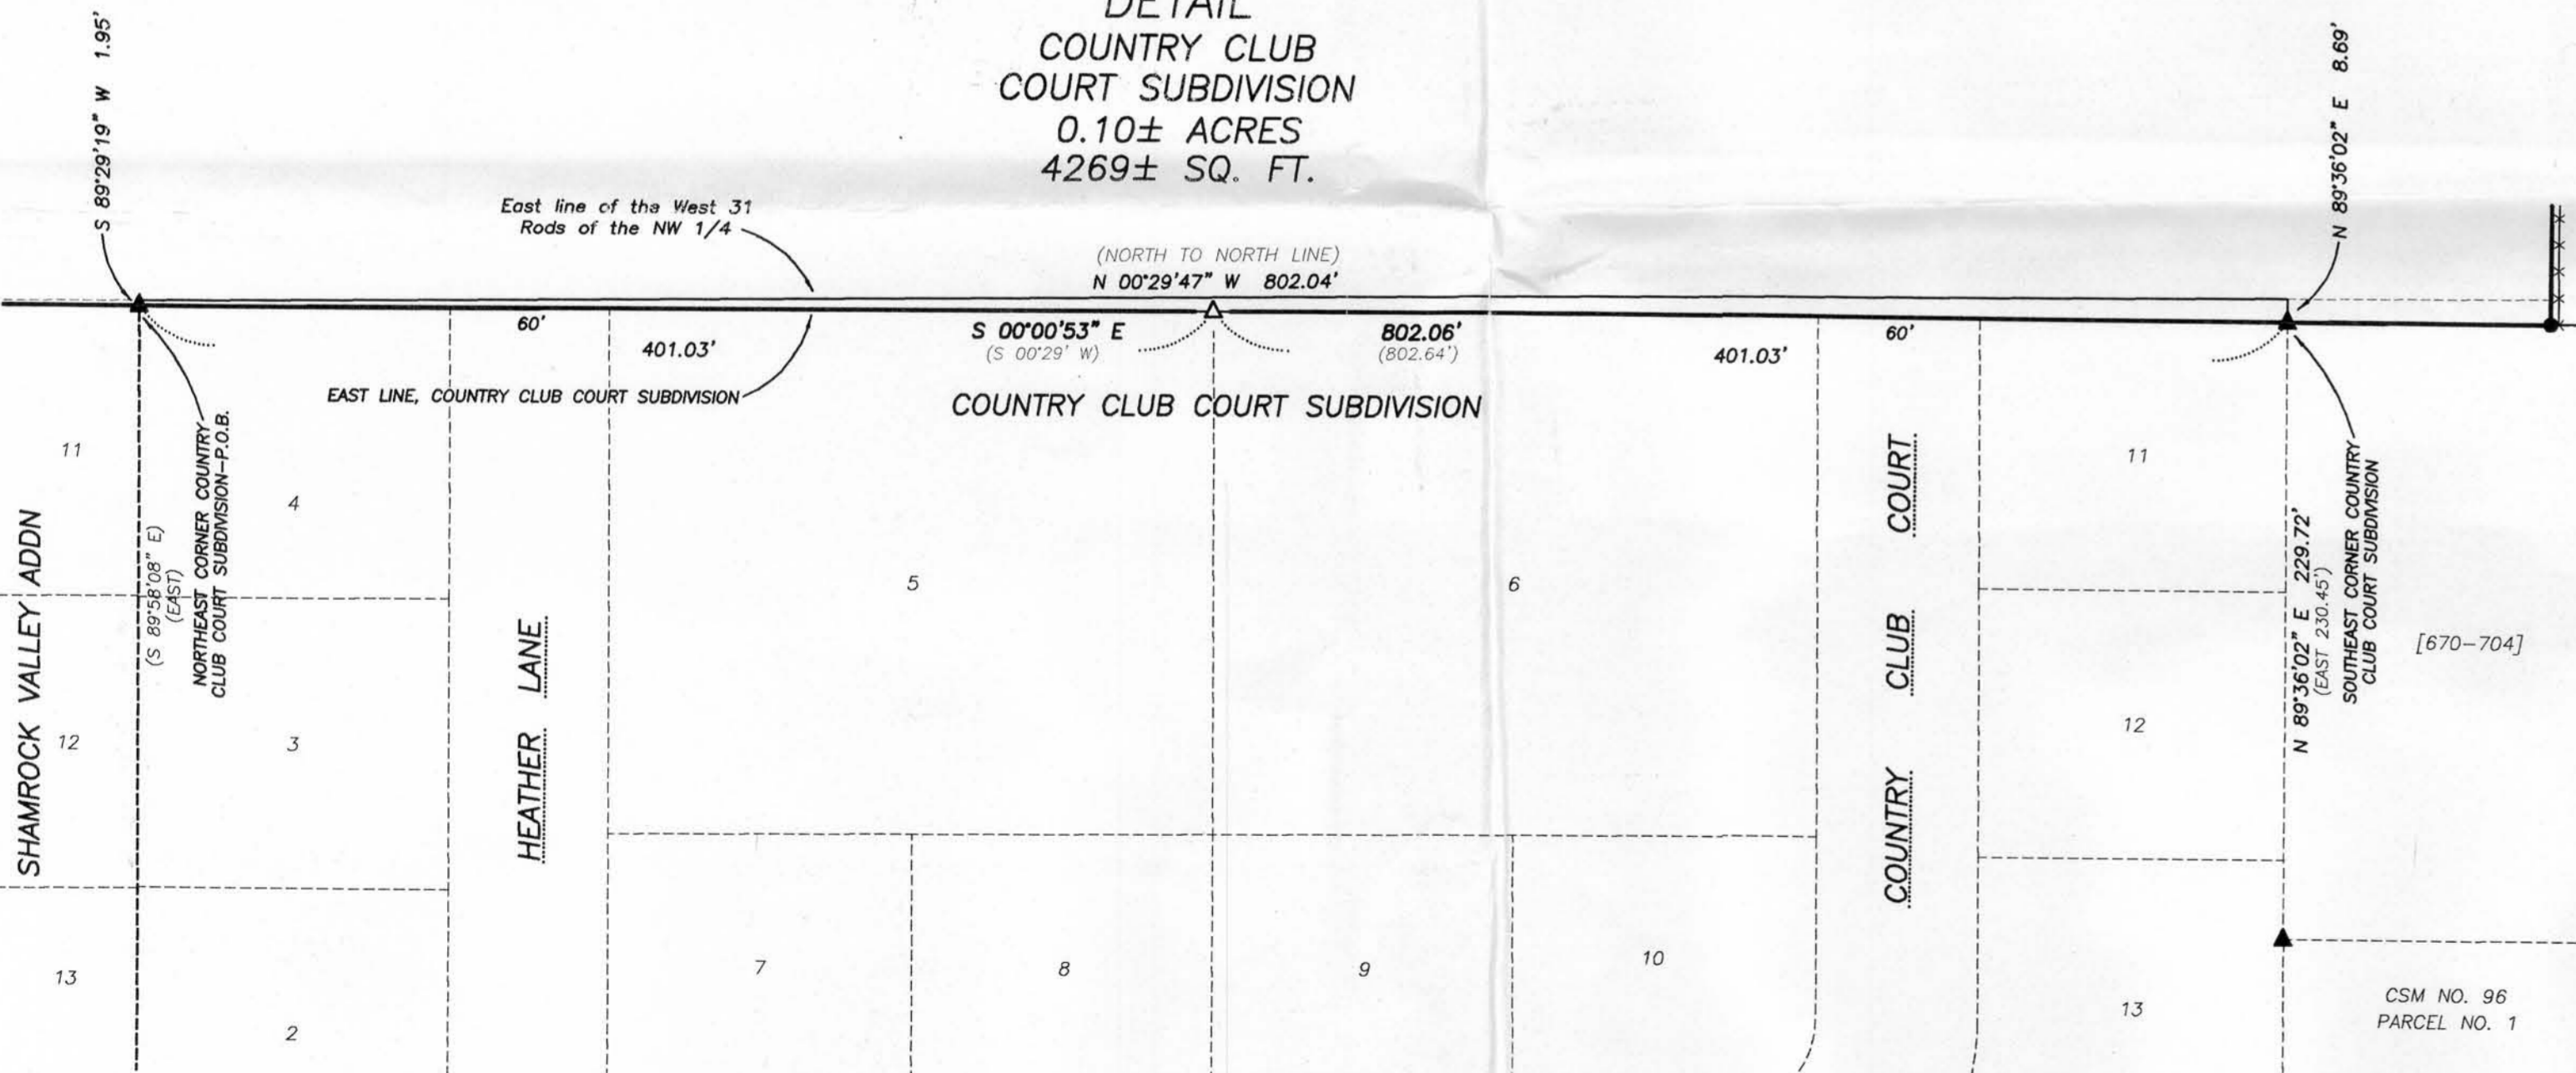 DETAIL
COUNTRY CLUB
COURT SUBDIVISION
0.10± ACRES
4269± SQ. FT.
S 89°29'19" W 1.95'
N 89°36'02" E 8.69'
East line of tha West 31
Rods of the NW 1/4
(NORTH TO NORTH LINE)
N 00°29'47" W 802.04'
60'
401.03'
S 00°00'53" E
(S 00°29' W)
802.06'
(802.64')
401.03'
60'
EAST LINE, COUNTRY CLUB COURT SUBDIVISION
COUNTRY CLUB COURT SUBDIVISION
NORTHEAST CORNER COUNTRY
CLUB COURT SUBDIVISION-P.O.B.
(S 89°58'08" E)
(EAST)
SHAMROCK VALLEY ADDN
11
12
13
4
3
2
HEATHER LANE
5
6
7
8
9
10
COUNTRY CLUB COURT
11
12
13
N 89°36'02" E 229.72'
(EAST 230.45')
SOUTHEAST CORNER COUNTRY
CLUB COURT SUBDIVISION
[670-704]
CSM NO. 96
PARCEL NO. 1